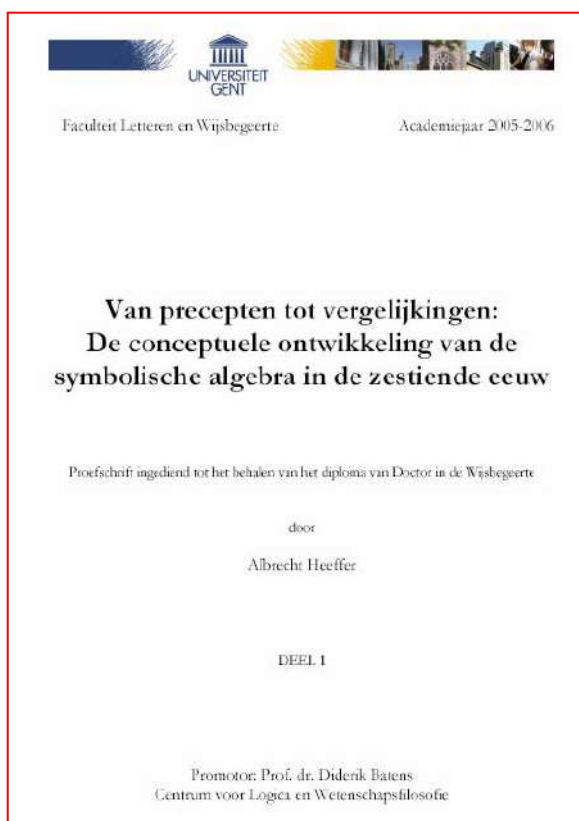 UNIVERSITEIT
GENT
Faculteit Letteren en Wijsbegeerte Academiejaar 2005-2006
Van precepten tot vergelijkingen:
De conceptuele ontwikkeling van de
symbolische algebra in de zestiende eeuw
Proefschrift ingediend tot het behalen van het diploma van Doctor in de Wijsbegeerte
door
Albrecht Heeffer
DEEL 1
Promotor: Prof. dr. Diderik Batens
Centrum voor Logica en Wetenschapsfilosofie